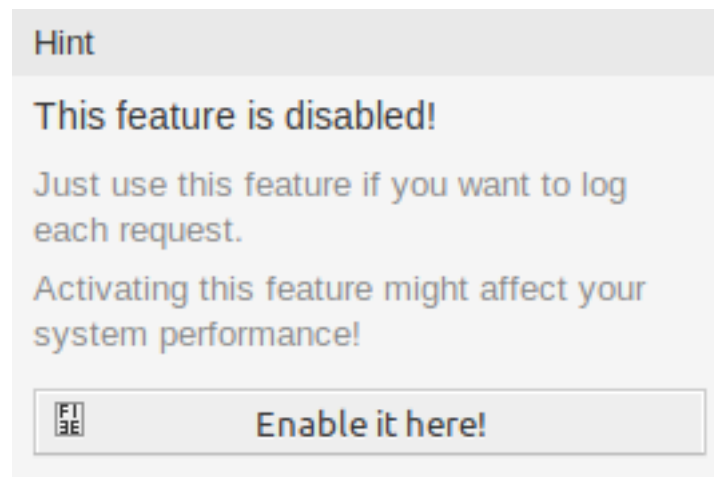 Hint
This feature is disabled!
Just use this feature if you want to log
each request.
Activating this feature might affect your
system performance!
Enable it here!